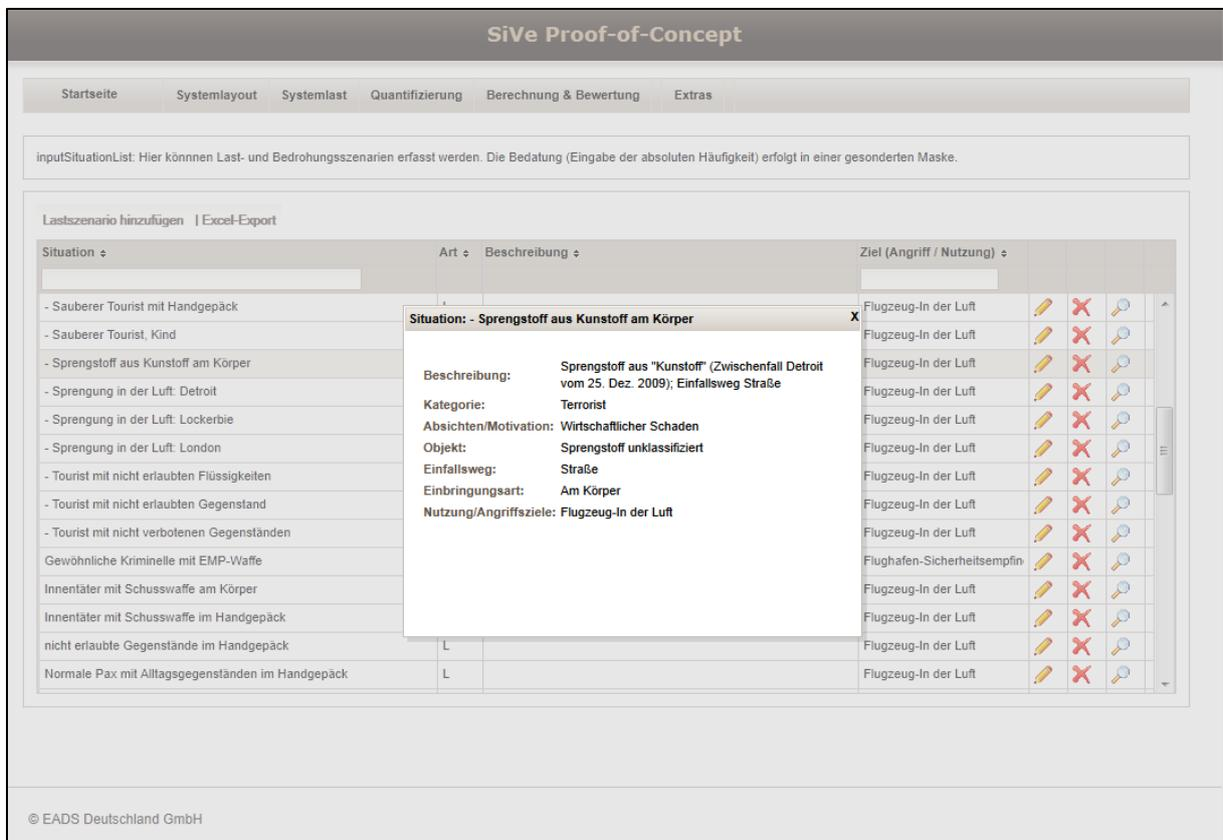 SiVe Proof-of-Concept
Startseite Systemlayout Systemlast Quantifizierung Berechnung & Bewertung Extras
inputSituationList: Hier könnnen Last- und Bedrohungsszenarien erfasst werden. Die Bedatung (Eingabe der absoluten Häufigkeit) erfolgt in einer gesonderten Maske.
Lastszenario hinzufügen | Excel-Export
Situation Art Beschreibung Ziel (Angriff / Nutzung)
- Sauberer Tourist mit Handgepäck Flugzeug-In der Luft
- Sauberer Tourist, Kind Flugzeug-In der Luft
- Sprengstoff aus Kunstoff am Körper Flugzeug-In der Luft
- Sprengung in der Luft: Detroit Flugzeug-In der Luft
- Sprengung in der Luft: Lockerbie Flugzeug-In der Luft
- Sprengung in der Luft: London Flugzeug-In der Luft
- Tourist mit nicht erlaubten Flüssigkeiten Flugzeug-In der Luft
- Tourist mit nicht erlaubten Gegenstand Flugzeug-In der Luft
- Tourist mit nicht verbotenen Gegenständen Flugzeug-In der Luft
Gewöhnliche Kriminelle mit EMP-Waffe Flughafen-Sicherheitsempfin
Innentäter mit Schusswaffe am Körper Flugzeug-In der Luft
Innentäter mit Schusswaffe im Handgepäck Flugzeug-In der Luft
nicht erlaubte Gegenstände im Handgepäck L Flugzeug-In der Luft
Normale Pax mit Alltagsgegenständen im Handgepäck L Flugzeug-In der Luft
Situation: - Sprengstoff aus Kunstoff am Körper X
Beschreibung: Sprengstoff aus "Kunstoff" (Zwischenfall Detroit
vom 25. Dez. 2009); Einfallsweg Straße
Kategorie: Terrorist
Absichten/Motivation: Wirtschaftlicher Schaden
Objekt: Sprengstoff unklassifiziert
Einfallsweg: Straße
Einbringungsart: Am Körper
Nutzung/Angriffsziele: Flugzeug-In der Luft
© EADS Deutschland GmbH